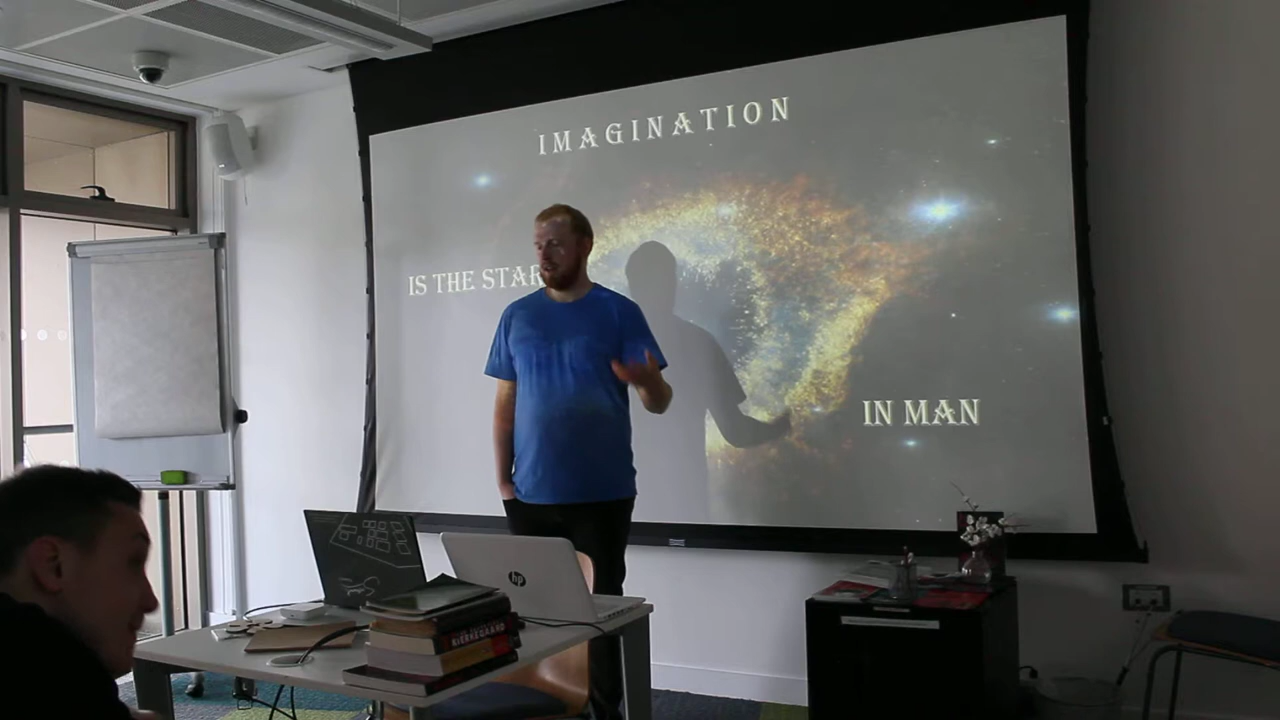 IMAGINATION
IS THE STAR
IN MAN
hp
KIERKEGAARD